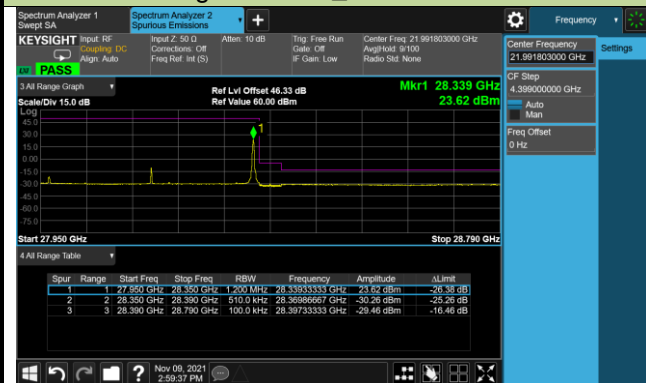 Spectrum Analyzer 1
Swept SA
Spectrum Analyzer 2
Spurious Emissions
Frequency
KEYSIGHT
Input: RF
Coupling: DC
Align: Auto
Input Z: 50 Ω
Corrections: Off
Freq Ref: Int (S)
Atten: 10 dB
Trig: Free Run
Gate: Off
IF Gain: Low
Center Freq: 21.991803000 GHz
Avg|Hold: 9/100
Radio Std: None
PASS
Center Frequency
21.991803000 GHz
Settings
CF Step
4.399000000 GHz
Auto
Man
Freq Offset
0 Hz
3 All Range Graph
Ref Lvl Offset 46.33 dB
Mkr1 28.339 GHz
Scale/Div 15.0 dB
Ref Value 60.00 dBm
23.62 dBm
Log
45.0
30.0
15.0
0.00
-15.0
-30.0
-45.0
-60.0
-75.0
1
Start 27.950 GHz
Stop 28.790 GHz
4 All Range Table
Spur Range Start Freq Stop Freq RBW Frequency Amplitude ΔLimit
1 1 27.950 GHz 28.350 GHz 1.200 MHz 28.33933333 GHz 23.62 dBm -26.38 dB
2 2 28.350 GHz 28.390 GHz 510.0 kHz 28.36986667 GHz -30.26 dBm -25.26 dB
3 3 28.390 GHz 28.790 GHz 100.0 kHz 28.39733333 GHz -29.46 dBm -16.46 dB
Nov 09, 2021
2:59:37 PM